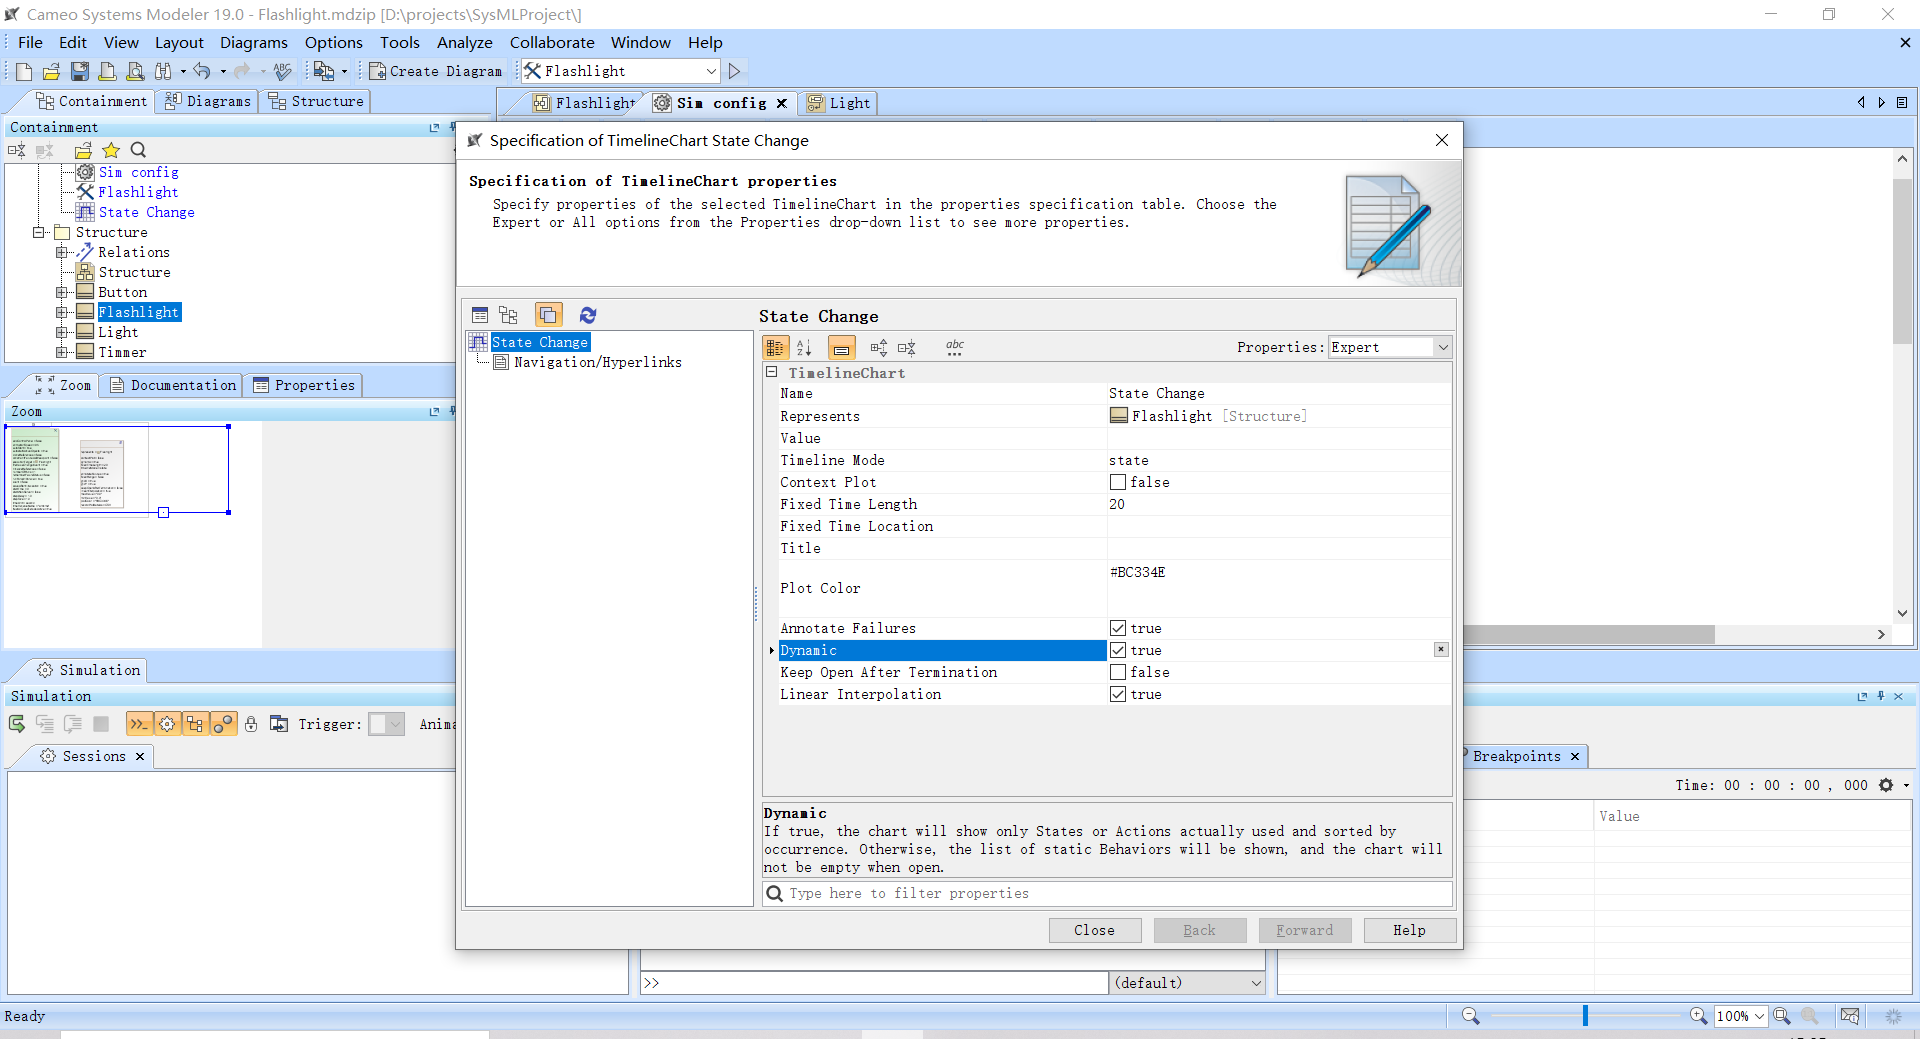 Cameo Systems Modeler 19.0 - Flashlight.mdzip [D:\projects\SysMLProject\]
File Edit View Layout Diagrams Options Tools Analyze Collaborate Window Help
Create Diagram Flashlight
Containment Diagrams Structure
Flashlight Sim config Light
Containment
Sim config
Flashlight
State Change
Structure
Relations
Structure
Button
Flashlight
Light
Timmer
Zoom Documentation Properties
Zoom
Simulation
Simulation
Trigger: Anima
Sessions
Specification of TimelineChart State Change
Specification of TimelineChart properties
Specify properties of the selected TimelineChart in the properties specification table. Choose the
Expert or All options from the Properties drop-down list to see more properties.
State Change
Navigation/Hyperlinks
State Change
abc Properties: Expert
TimelineChart
Name State Change
Represents Flashlight [Structure]
Value
Timeline Mode state
Context Plot false
Fixed Time Length 20
Fixed Time Location
Title
Plot Color #BC334E
Annotate Failures true
Dynamic true
Keep Open After Termination false
Linear Interpolation true
Dynamic
If true, the chart will show only States or Actions actually used and sorted by
occurrence. Otherwise, the list of static Behaviors will be shown, and the chart will
not be empty when open.
Type here to filter properties
Close Back Forward Help
Breakpoints
Time: 00 : 00 : 00 , 000
Value
>> (default)
Ready
100%